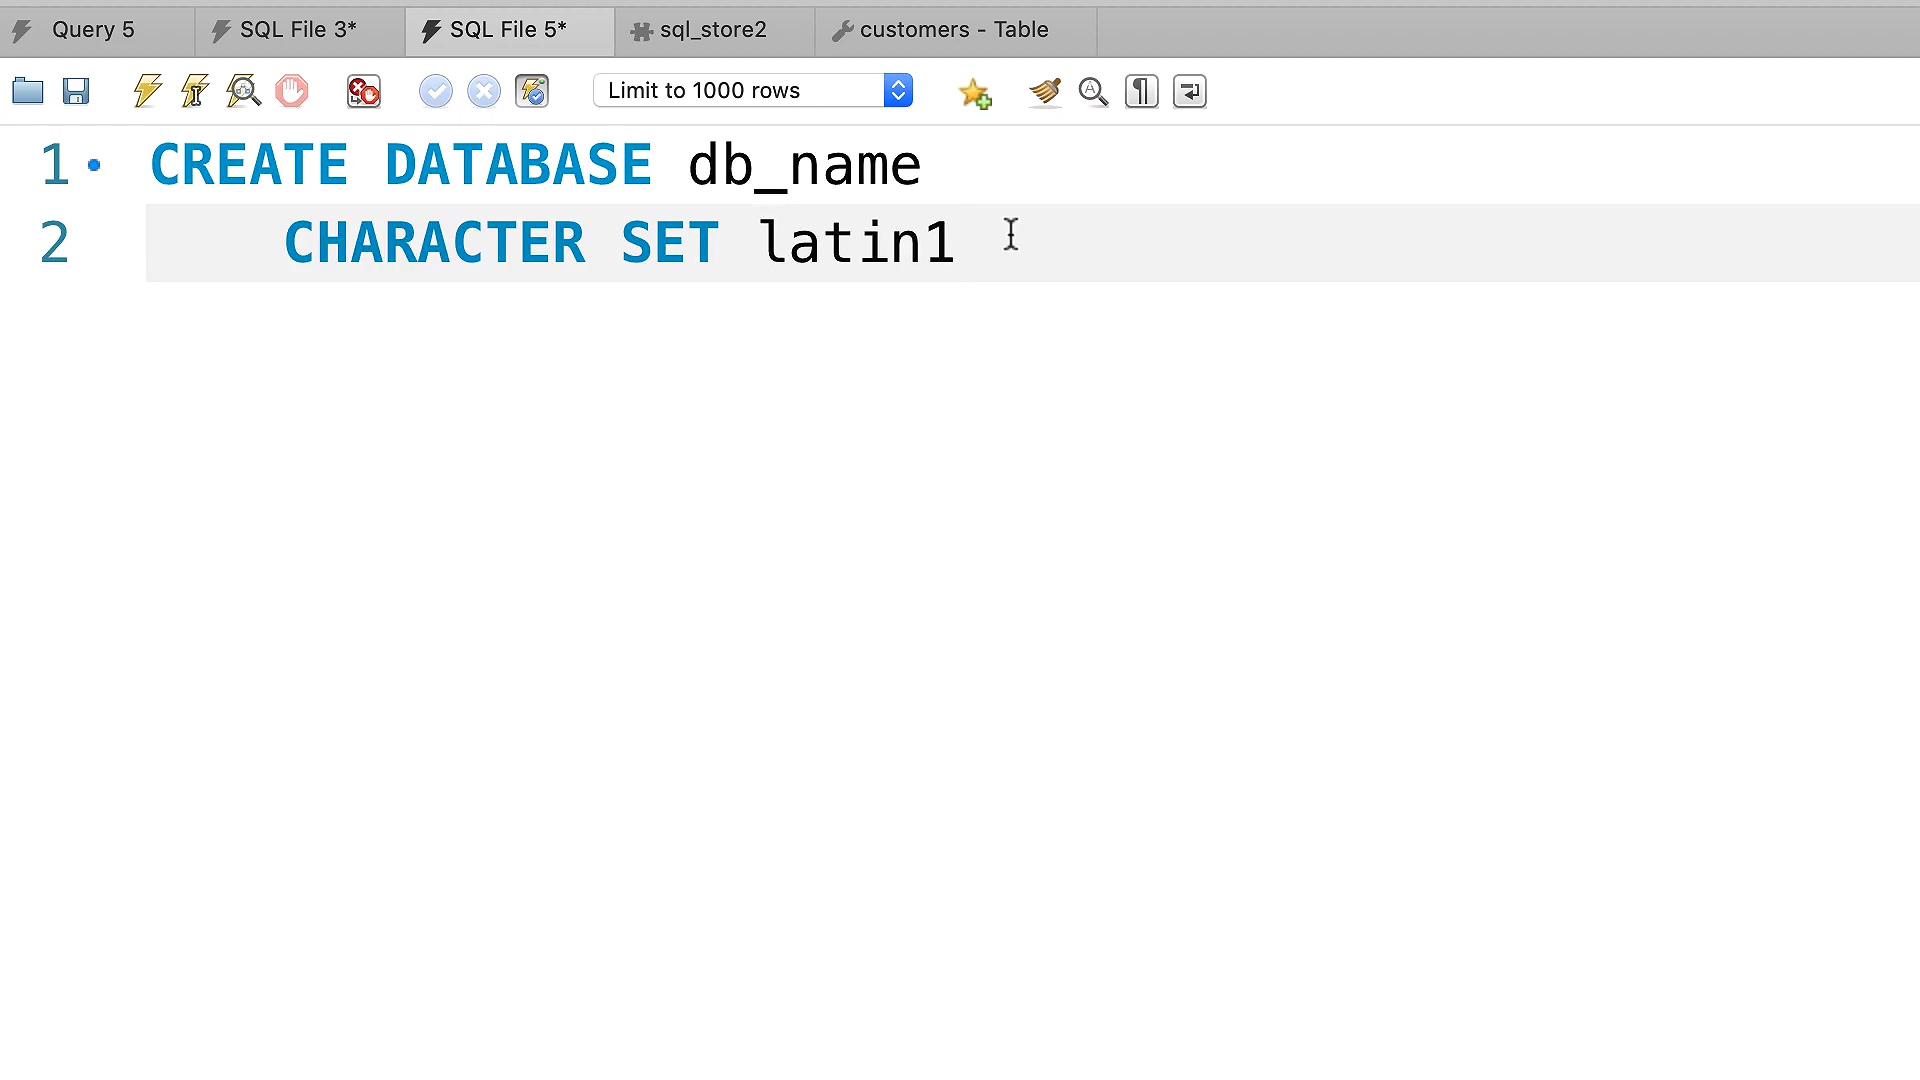 Query 5 SQL File 3* SQL File 5* sql_store2 customers - Table
Limit to 1000 rows
1 CREATE DATABASE db_name
2 CHARACTER SET latin1